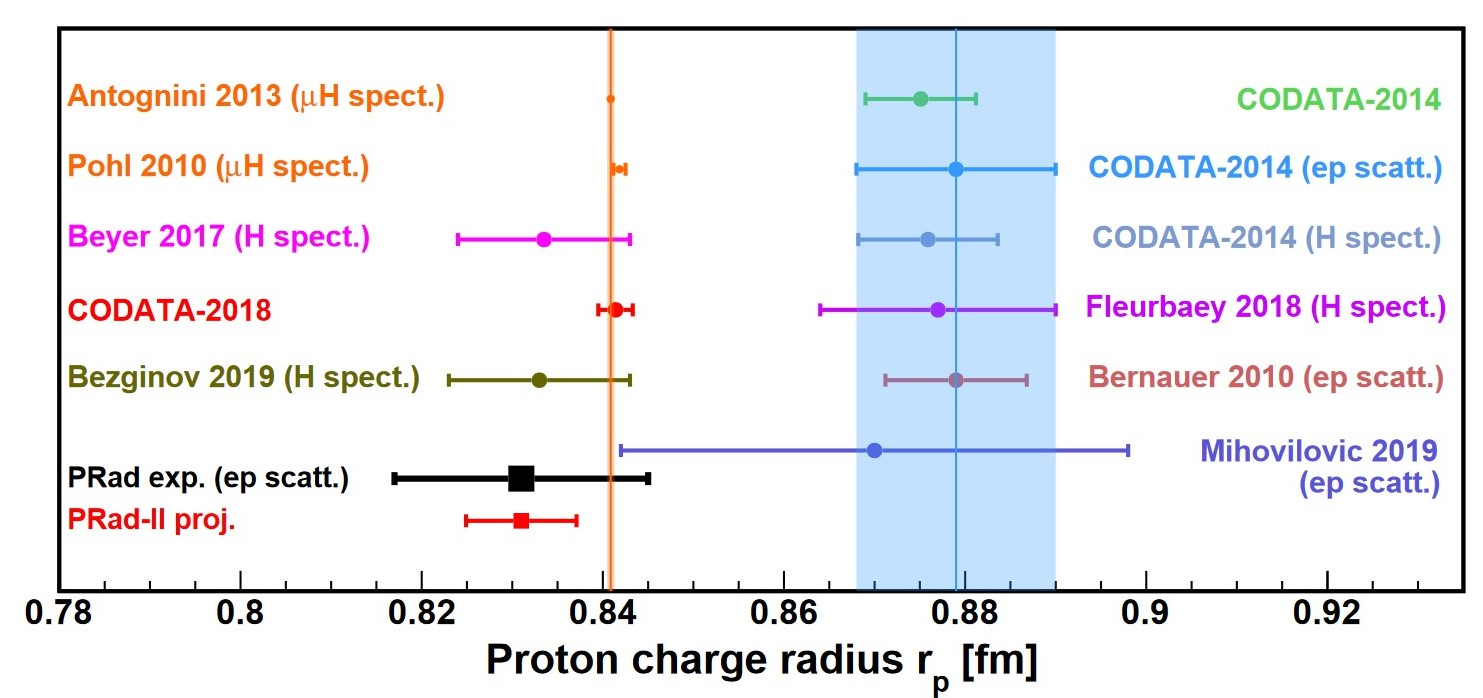 Antognini 2013 (μH spect.)
CODATA-2014
Pohl 2010 (μH spect.)
CODATA-2014 (ep scatt.)
Beyer 2017 (H spect.)
CODATA-2014 (H spect.)
CODATA-2018
Fleurbaey 2018 (H spect.)
Bezginov 2019 (H spect.)
Bernauer 2010 (ep scatt.)
Mihovilovic 2019
(ep scatt.)
PRad exp. (ep scatt.)
PRad-II proj.
0.78 0.8 0.82 0.84 0.86 0.88 0.9 0.92
Proton charge radius rp [fm]